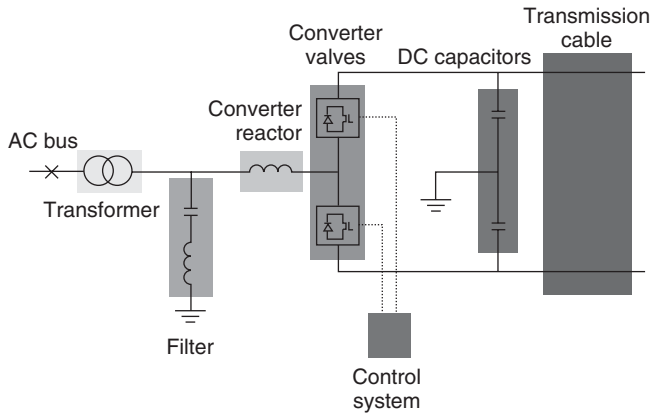 Transmission
cable
Converter
valves
DC capacitors
Converter
reactor
AC bus
Transformer
Filter
Control
system